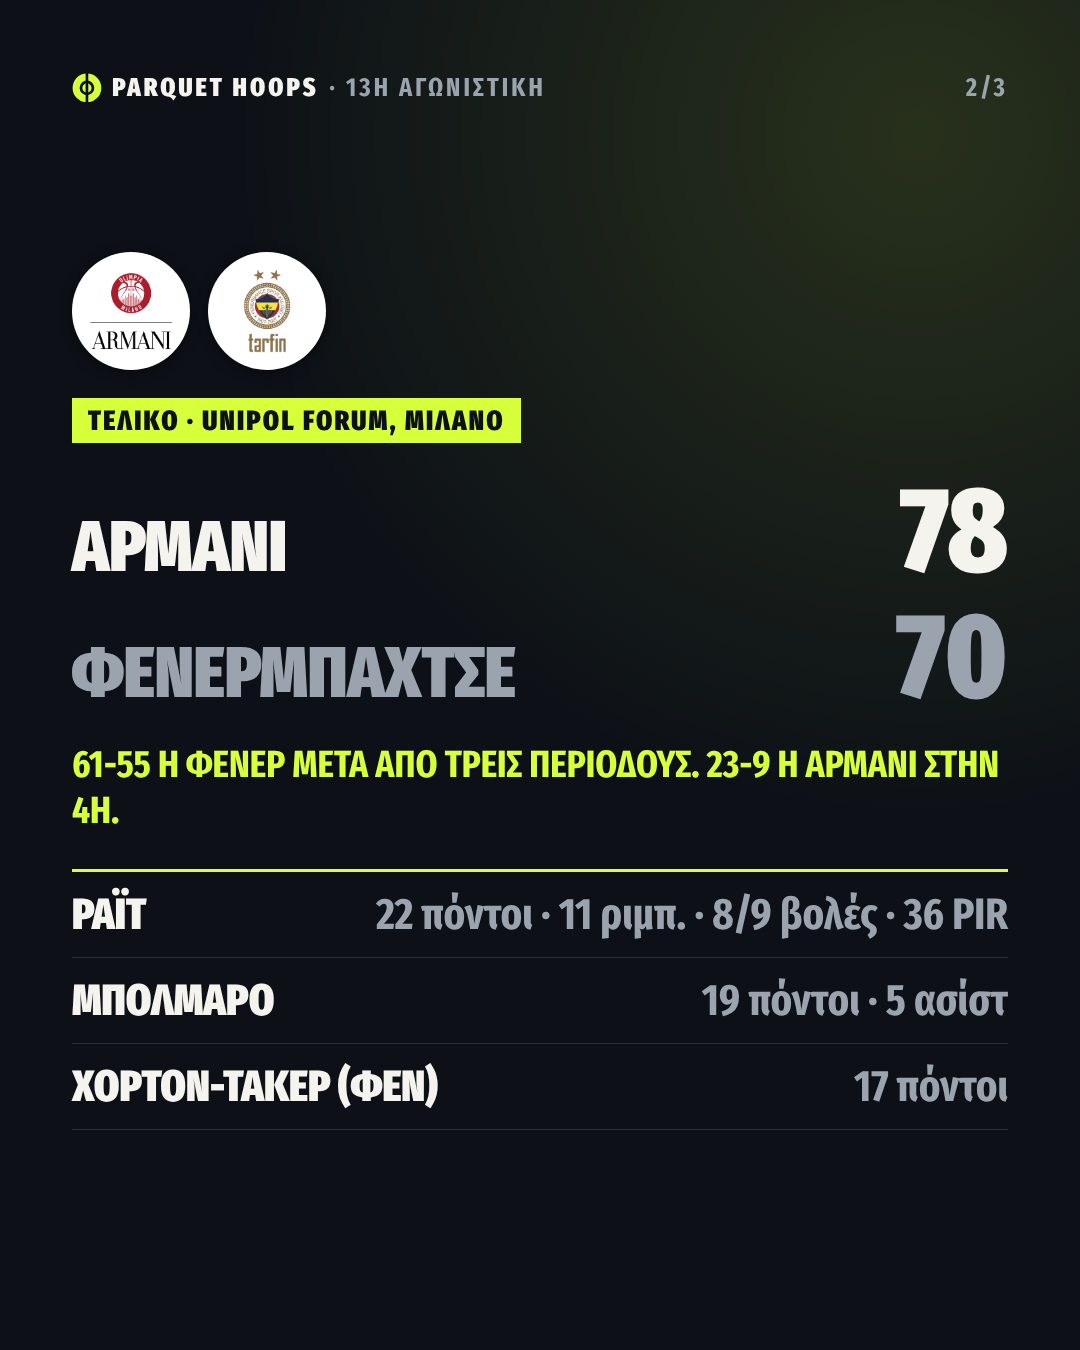 PARQUET HOOPS · 13Η ΑΓΩΝΙΣΤΙΚΗ
2/3
OLIMPIA
MILANO
ARMANI
tarfin
ΤΕΛΙΚΟ · UNIPOL FORUM, ΜΙΛΑΝΟ
ΑΡΜΑΝΙ 78
ΦΕΝΕΡΜΠΑΧΤΣΕ 70
61-55 Η ΦΕΝΕΡ ΜΕΤΑ ΑΠΟ ΤΡΕΙΣ ΠΕΡΙΟΔΟΥΣ. 23-9 Η ΑΡΜΑΝΙ ΣΤΗΝ
4Η.
ΡΑΪΤ 22 πόντοι · 11 ριμπ. · 8/9 βολές · 36 PIR
ΜΠΟΛΜΑΡΟ 19 πόντοι · 5 ασίστ
ΧΟΡΤΟΝ-ΤΑΚΕΡ (ΦΕΝ) 17 πόντοι